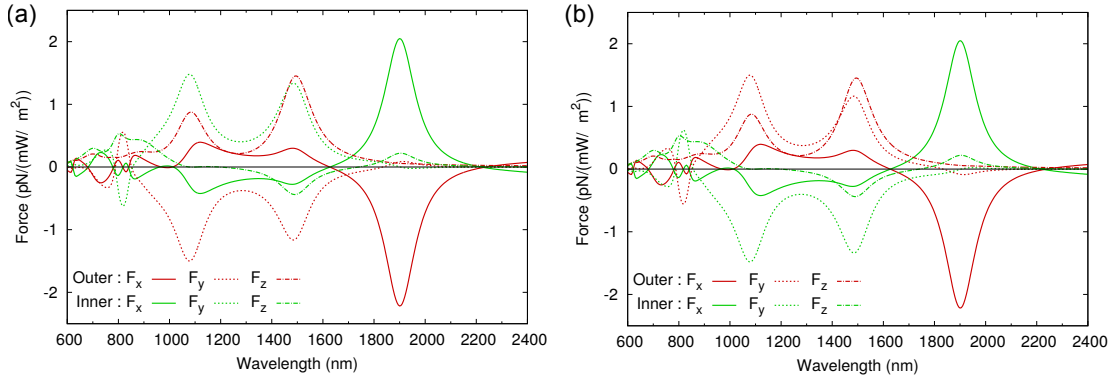 (a)
Force (pN/(mW/ m²))
2
1
0
-1
-2
Outer : Fx Fy Fz
Inner : Fx Fy Fz
600 800 1000 1200 1400 1600 1800 2000 2200 2400
Wavelength (nm)
(b)
Force (pN/(mW/ m²))
2
1
0
-1
-2
Outer : Fx Fy Fz
Inner : Fx Fy Fz
600 800 1000 1200 1400 1600 1800 2000 2200 2400
Wavelength (nm)